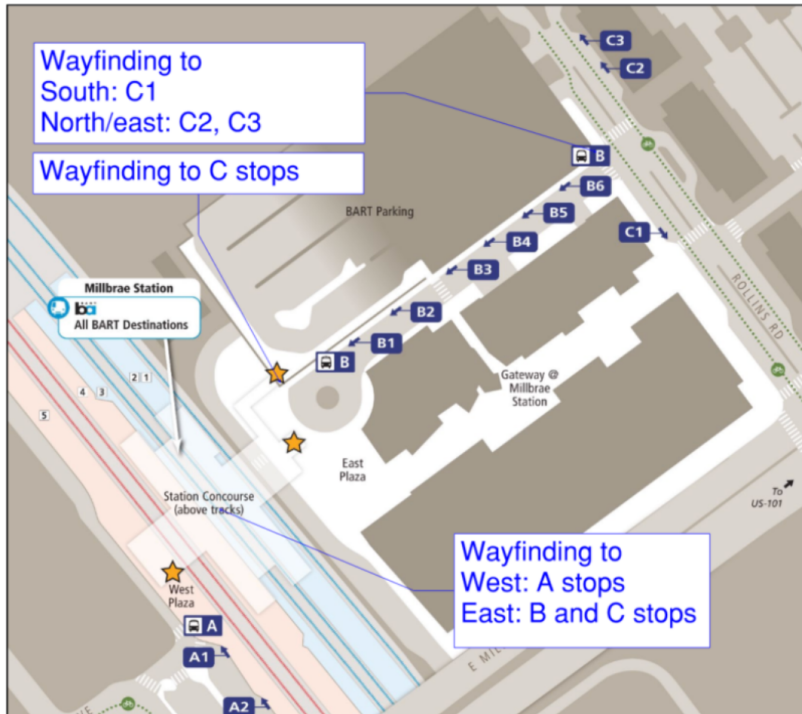 Wayfinding to
South: C1
North/east: C2, C3
Wayfinding to C stops
C3
C2
B
B6
B5
B4
B3
B2
B1
B
C1
BART Parking
ROLLINS RD
Millbrae Station
ba
All BART Destinations
2 1
4 3
5
Gateway @
Millbrae
Station
East
Plaza
To
US-101
Station Concourse
(above tracks)
Wayfinding to
West: A stops
East: B and C stops
West
Plaza
A
A1
A2
E MIL